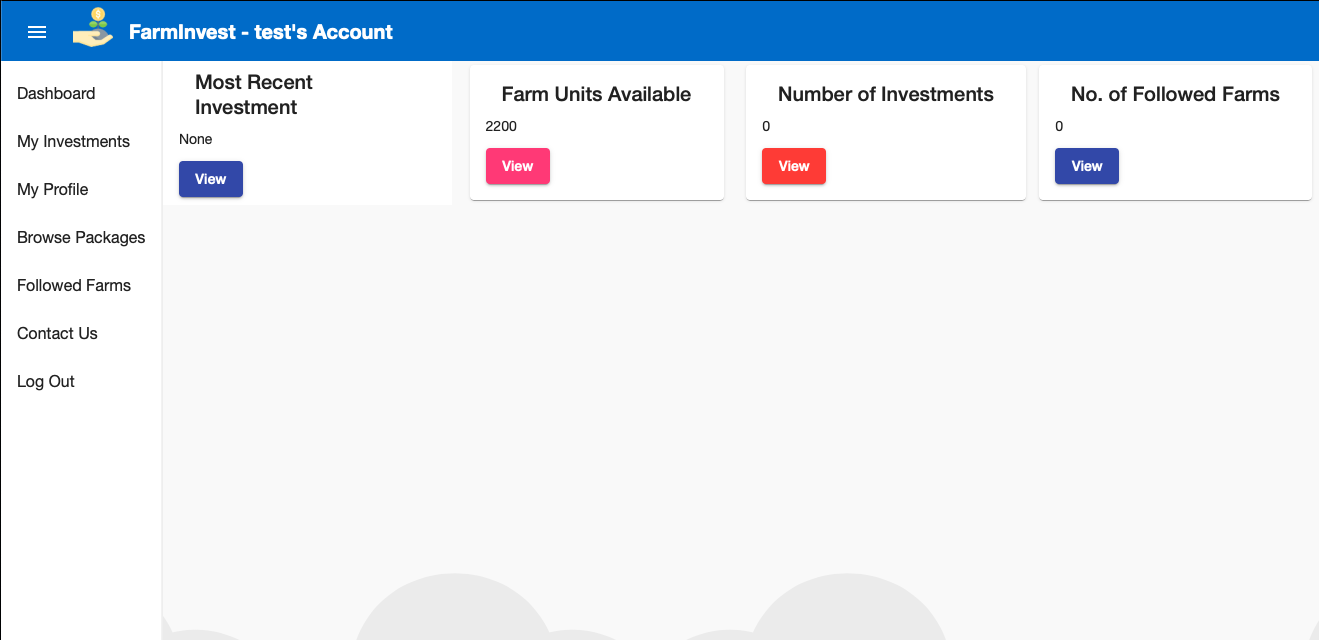 FarmInvest - test's Account
Dashboard
My Investments
My Profile
Browse Packages
Followed Farms
Contact Us
Log Out
Most Recent
Investment
None
View
Farm Units Available
2200
View
Number of Investments
0
View
No. of Followed Farms
0
View